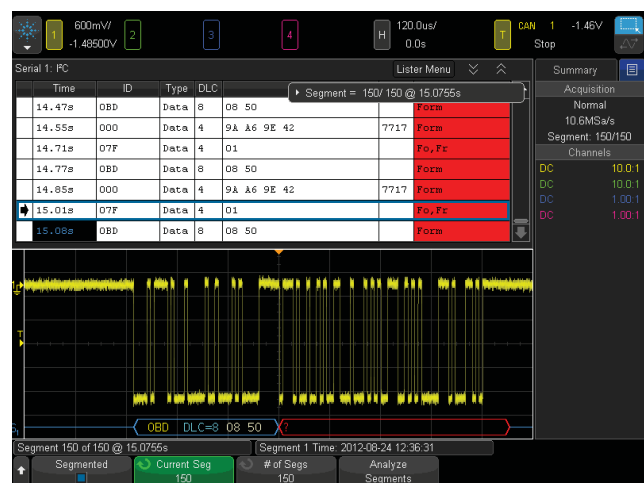 1 600mV/ 2 3 4 H 120.0us/ T CAN 1 -1.46V
-1.48500V 0.0s Stop
Serial 1: I²C Lister Menu Summary
Time ID Type DLC
Segment = 150/ 150 @ 15.0755s
14.47s 0BD Data 8 08 50 Form
14.55s 000 Data 4 9A A6 9E 42 7717 Form
14.71s 07F Data 4 01 Fo,Fr
14.77s 0BD Data 8 08 50 Form
14.85s 000 Data 4 9A A6 9E 42 7717 Form
15.01s 07F Data 4 01 Fo,Fr
15.08s 0BD Data 8 08 50 Form
Acquisition
Normal
10.6MSa/s
Segment: 150/150
Channels
DC 10.0:1
DC 10.0:1
DC 1.00:1
DC 1.00:1
T
S1 0BD DLC=8 08 50 ?
Segment 150 of 150 @ 15.0755s Segment 1 Time: 2012-08-24 12:36:31
Segmented Current Seg # of Segs Analyze
150 150 Segments